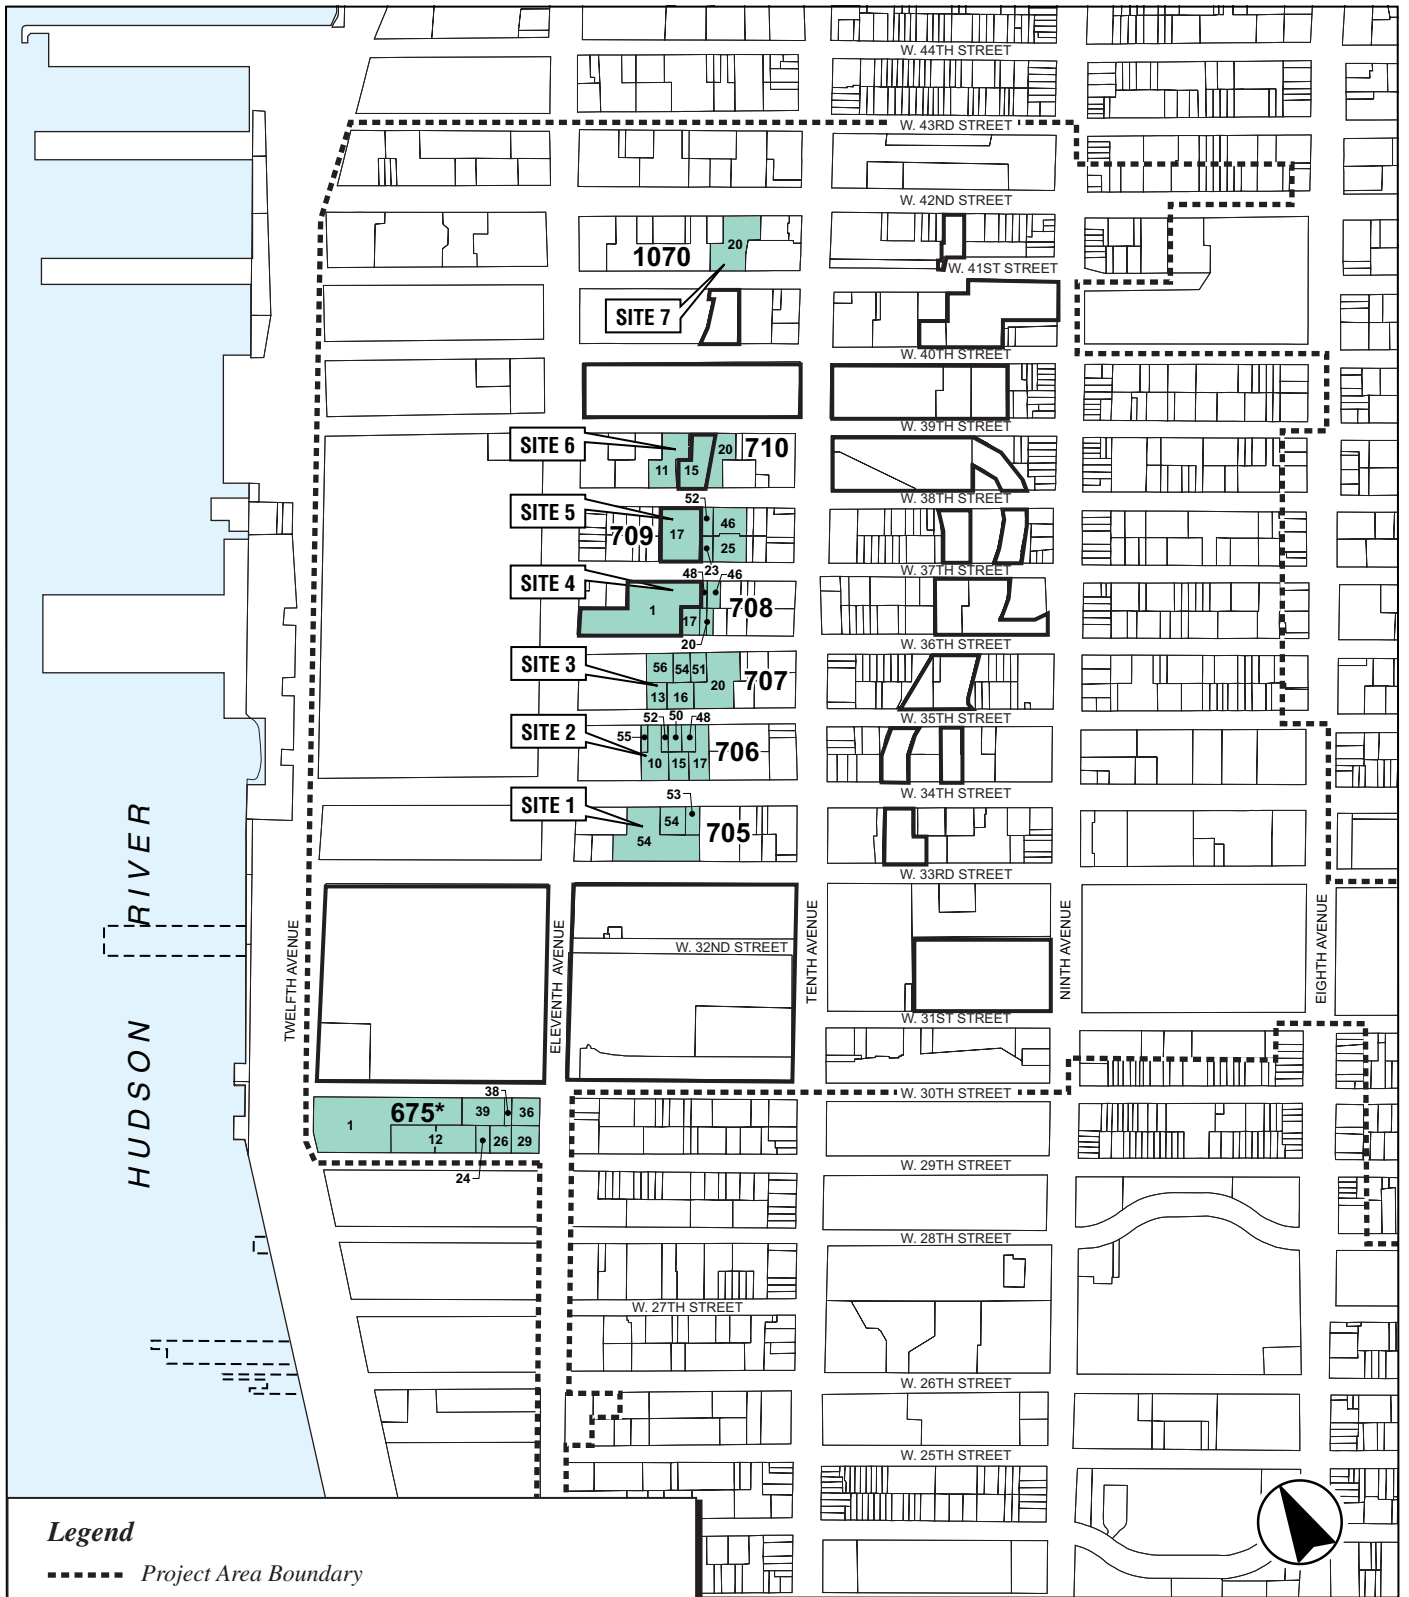 W. 44TH STREET
W. 43RD STREET
W. 42ND STREET
20
1070
W. 41ST STREET
SITE 7
W. 40TH STREET
W. 39TH STREET
SITE 6
20
710
11
15
W. 38TH STREET
52
SITE 5
46
17
709
25
W. 37TH STREET
23
48
46
SITE 4
1
708
17
20
W. 36TH STREET
SITE 3
56
54
51
20
707
13
16
W. 35TH STREET
52
50
48
SITE 2
55
706
10
15
17
W. 34TH STREET
53
SITE 1
54
705
54
W. 33RD STREET
HUDSON RIVER
TWELFTH AVENUE
ELEVENTH AVENUE
TENTH AVENUE
NINTH AVENUE
EIGHTH AVENUE
W. 32ND STREET
W. 31ST STREET
W. 30TH STREET
38
675*
39
36
1
12
26
29
24
W. 29TH STREET
W. 28TH STREET
W. 27TH STREET
W. 26TH STREET
W. 25TH STREET
Legend
Project Area Boundary